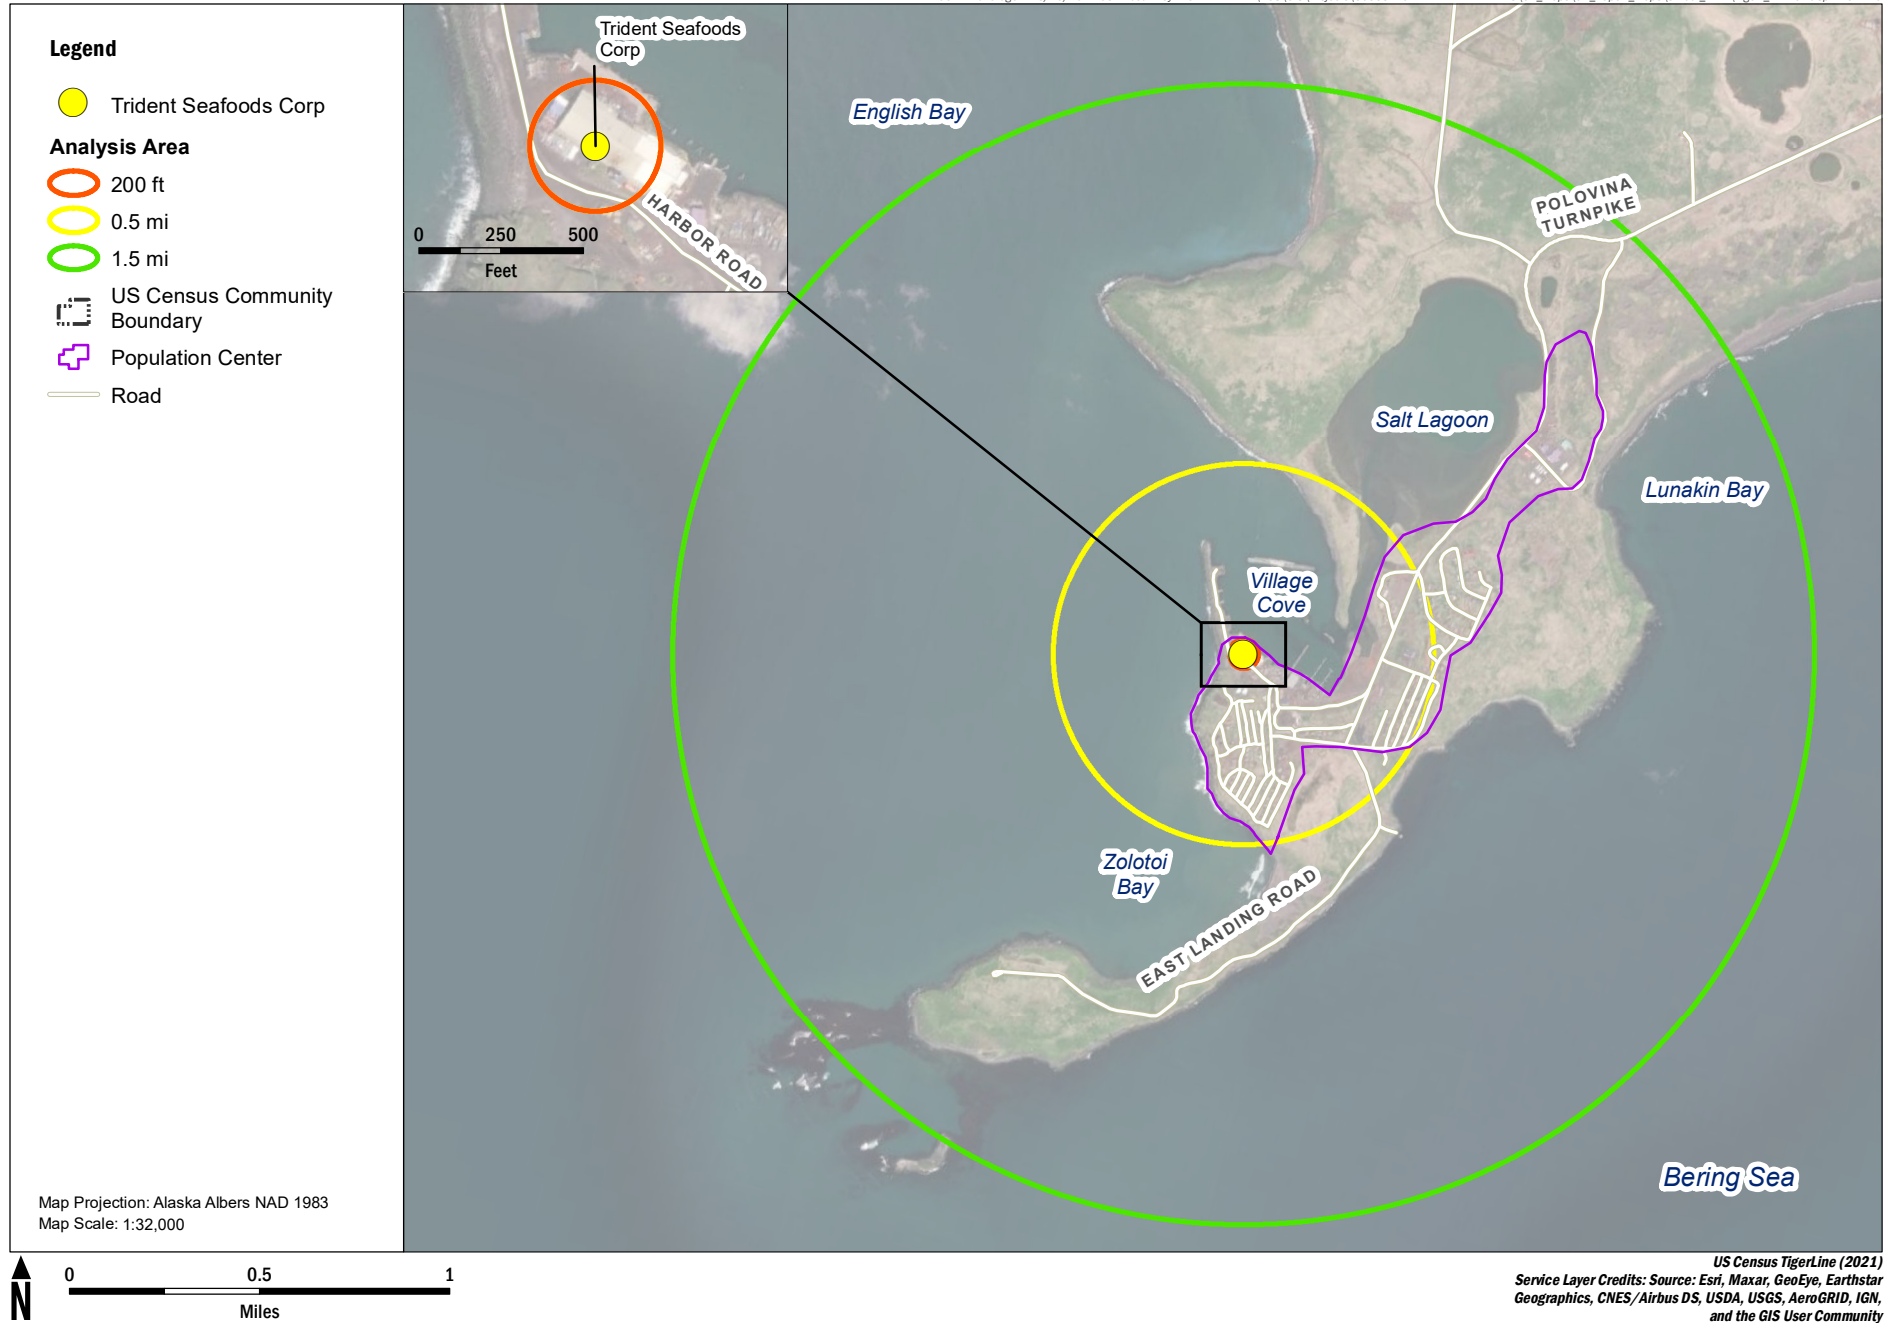 Legend
Trident Seafoods Corp
Analysis Area
200 ft
0.5 mi
1.5 mi
US Census Community
Boundary
Population Center
Road
Map Projection: Alaska Albers NAD 1983
Map Scale: 1:32,000
Trident Seafoods
Corp
HARBOR ROAD
0 250 500
Feet
English Bay
POLOVINA
TURNPIKE
Salt Lagoon
Lunakin Bay
Village
Cove
Zolotoi
Bay
EAST LANDING ROAD
Bering Sea
N
0 0.5 1
Miles
US Census TigerLine (2021)
Service Layer Credits: Source: Esri, Maxar, GeoEye, Earthstar
Geographics, CNES/Airbus DS, USDA, USGS, AeroGRID, IGN,
and the GIS User Community